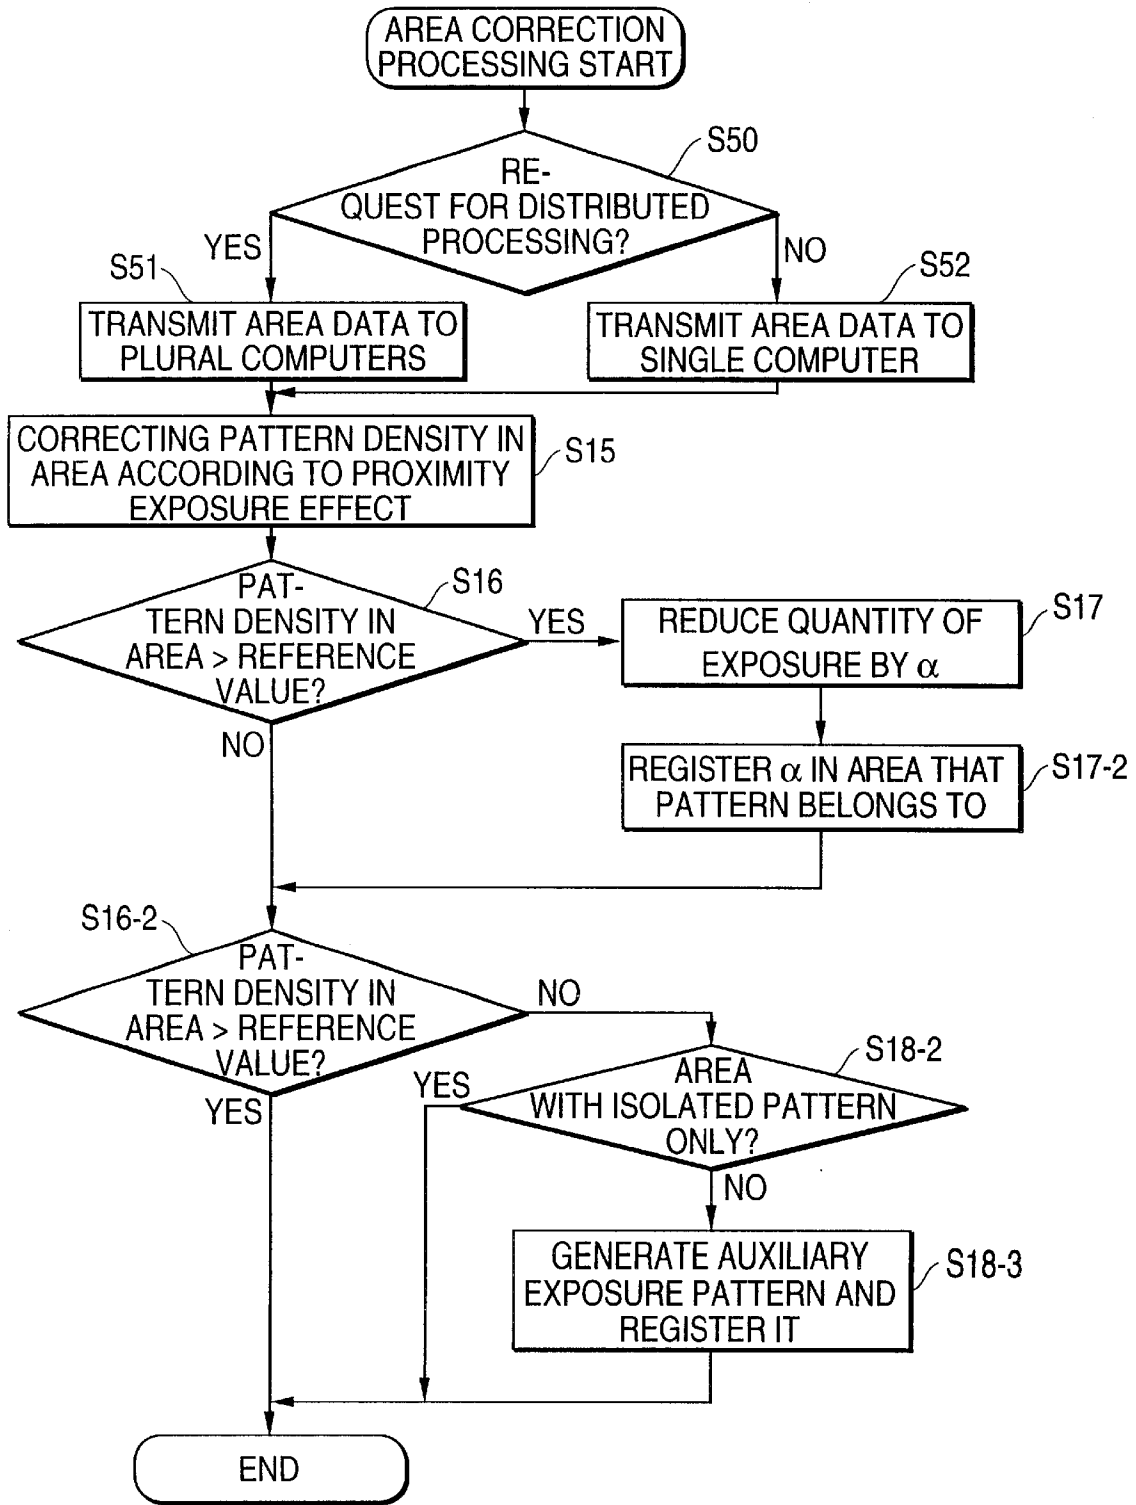 AREA CORRECTION
PROCESSING START
S50
RE-
QUEST FOR DISTRIBUTED
PROCESSING?
YES
NO
S51
S52
TRANSMIT AREA DATA TO
PLURAL COMPUTERS
TRANSMIT AREA DATA TO
SINGLE COMPUTER
CORRECTING PATTERN DENSITY IN
AREA ACCORDING TO PROXIMITY
EXPOSURE EFFECT
S15
S16
PAT-
TERN DENSITY IN
AREA > REFERENCE
VALUE?
YES
NO
REDUCE QUANTITY OF
EXPOSURE BY α
S17
REGISTER α IN AREA THAT
PATTERN BELONGS TO
S17-2
S16-2
PAT-
TERN DENSITY IN
AREA > REFERENCE
VALUE?
NO
YES
S18-2
AREA
WITH ISOLATED PATTERN
ONLY?
YES
NO
GENERATE AUXILIARY
EXPOSURE PATTERN AND
REGISTER IT
S18-3
END